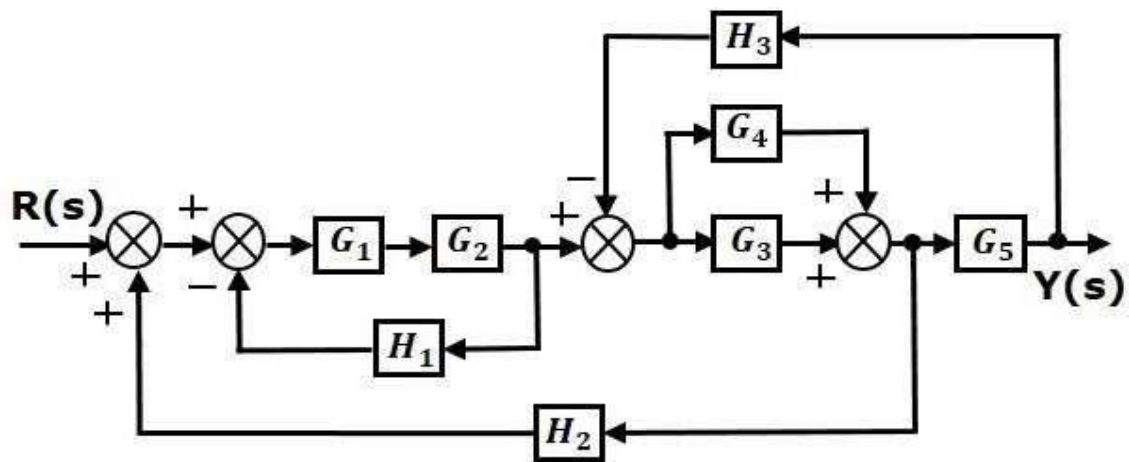 H₃
G₄
R(s)
+
−
+
+
G₁
G₂
+
G₃
G₅
+
+
−
+
Y(s)
H₁
H₂